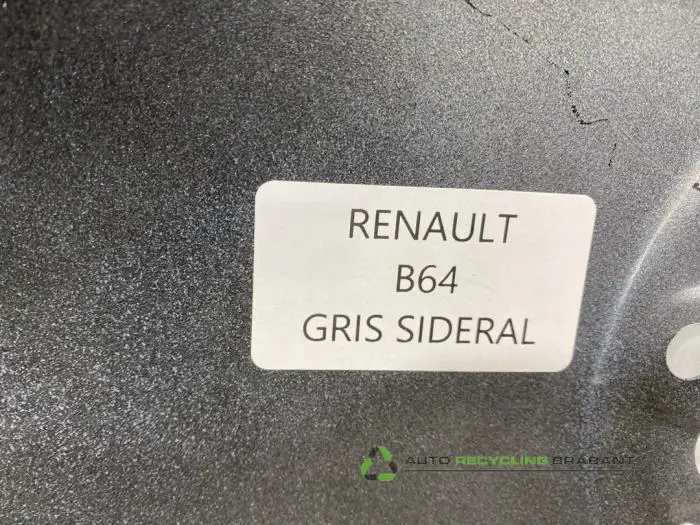 RENAULT
B64
GRIS SIDERAL
AUTO RECYCLING BRABANT